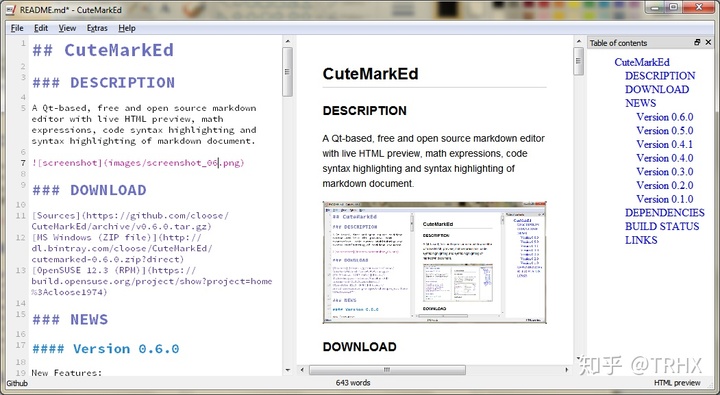 README.md* - CuteMarkEd
File Edit View Extras Help
1 ## CuteMarkEd
2
3 ### DESCRIPTION
4
5 A Qt-based, free and open source markdown
editor with live HTML preview, math
expressions, code syntax highlighting and
syntax highlighting of markdown document.
6
7 ![screenshot](images/screenshot_06.png)
8
9 ### DOWNLOAD
10
11 [Sources](https://github.com/cloose/
CuteMarkEd/archive/v0.6.0.tar.gz)
12 [MS Windows (ZIP file)](http://
dl.bintray.com/cloose/CuteMarkEd/
cutemarked-0.6.0.zip?direct)
13 [OpenSUSE 12.3 (RPM)](https://
build.opensuse.org/project/show?project=home
%3Acloose1974)
14
15 ### NEWS
16
17 #### Version 0.6.0
18
19 New Features:
CuteMarkEd
DESCRIPTION
A Qt-based, free and open source markdown editor
with live HTML preview, math expressions, code
syntax highlighting and syntax highlighting of
markdown document.
CuteMarkEd
DESCRIPTION
DOWNLOAD
NEWS
DOWNLOAD
Table of contents
CuteMarkEd
DESCRIPTION
DOWNLOAD
NEWS
Version 0.6.0
Version 0.5.0
Version 0.4.1
Version 0.4.0
Version 0.3.0
Version 0.2.0
Version 0.1.0
DEPENDENCIES
BUILD STATUS
LINKS
知乎 @TRHX
Github 643 words HTML preview